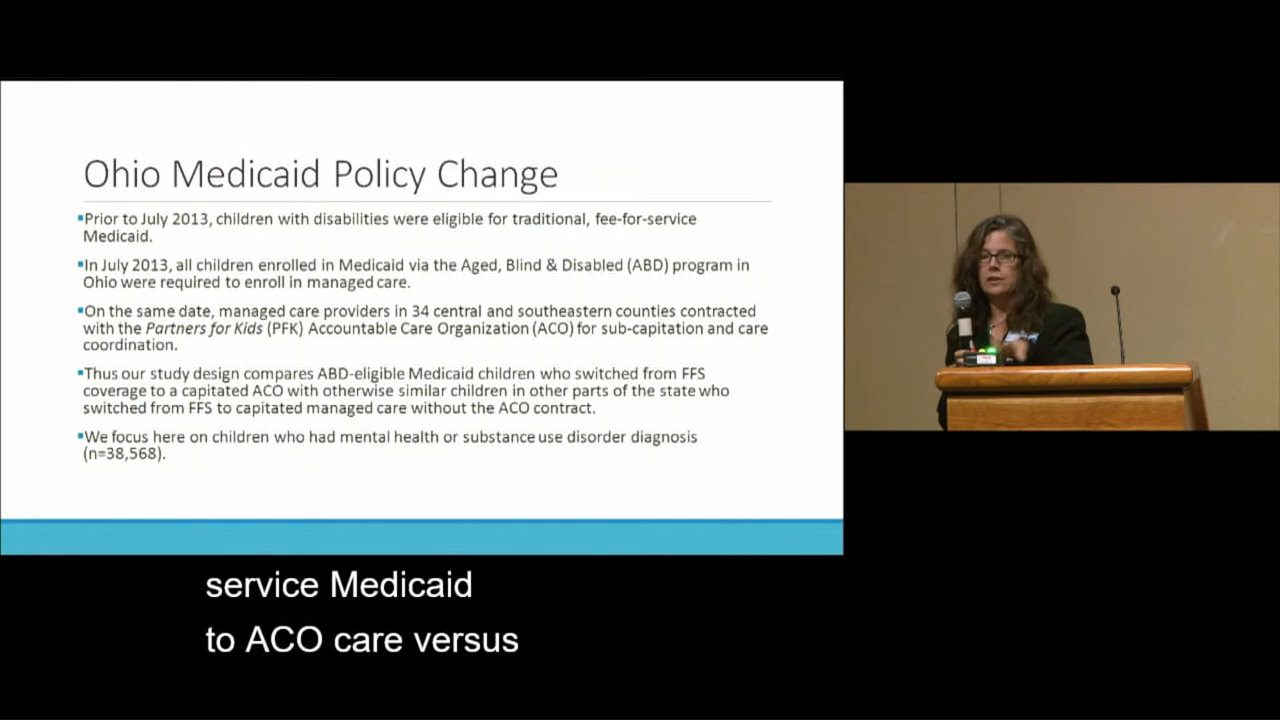 Ohio Medicaid Policy Change
▪Prior to July 2013, children with disabilities were eligible for traditional, fee-for-service
Medicaid.
▪In July 2013, all children enrolled in Medicaid via the Aged, Blind & Disabled (ABD) program in
Ohio were required to enroll in managed care.
▪On the same date, managed care providers in 34 central and southeastern counties contracted
with the Partners for Kids (PFK) Accountable Care Organization (ACO) for sub-capitation and care
coordination.
▪Thus our study design compares ABD-eligible Medicaid children who switched from FFS
coverage to a capitated ACO with otherwise similar children in other parts of the state who
switched from FFS to capitated managed care without the ACO contract.
▪We focus here on children who had mental health or substance use disorder diagnosis
(n=38,568).
service Medicaid
to ACO care versus